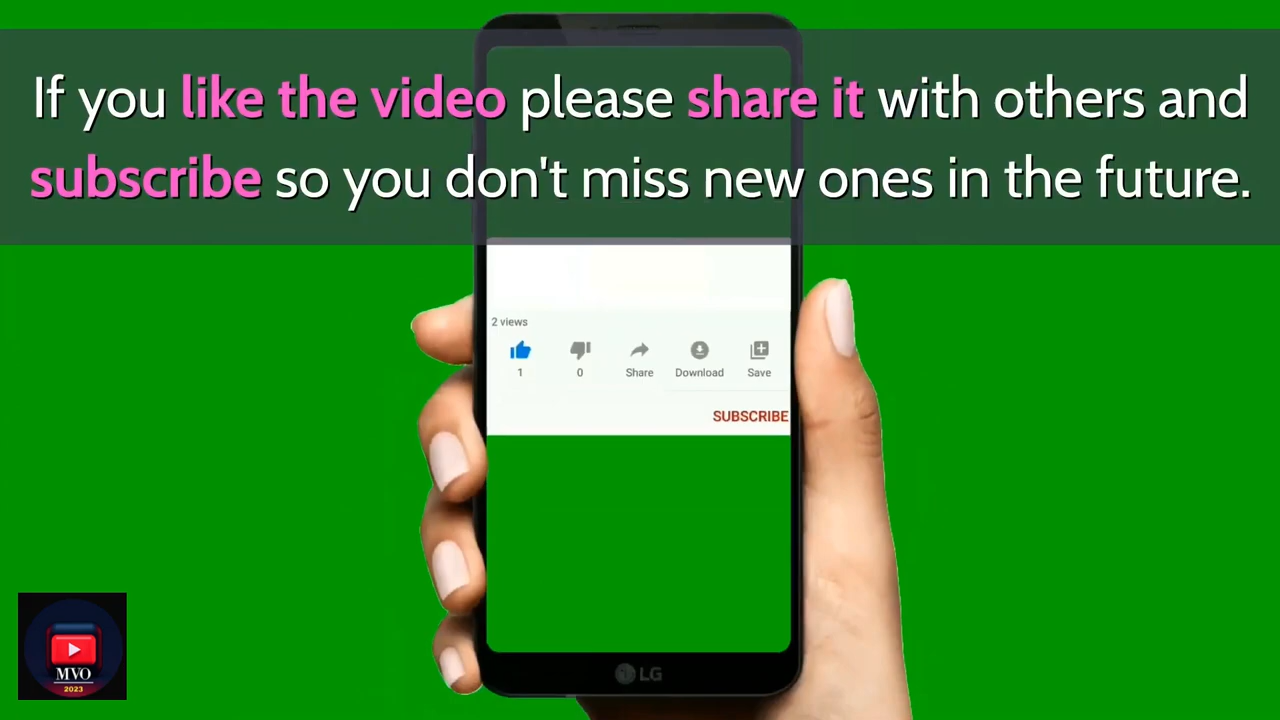 If you like the video please share it with others and
subscribe so you don't miss new ones in the future.
2 views
1 0 Share Download Save
SUBSCRIBE
LG
MVO
2023